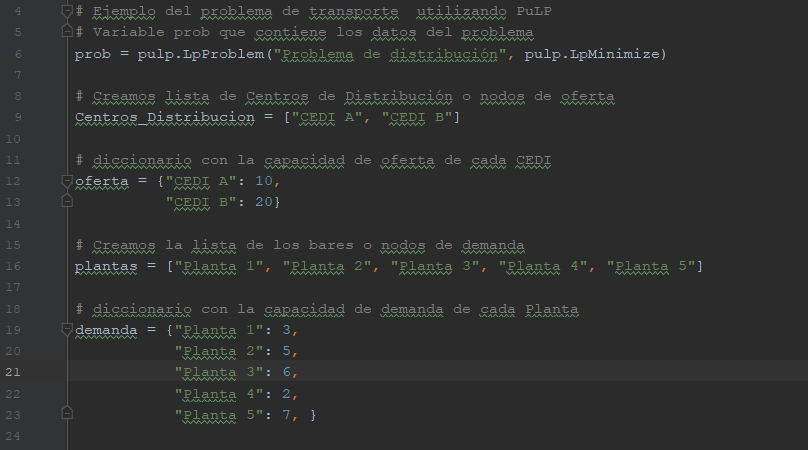 4 # Ejemplo del problema de transporte  utilizando PuLP
5 # Variable prob que contiene los datos del problema
6 prob = pulp.LpProblem("Problema de distribución", pulp.LpMinimize)
7
8 # Creamos lista de Centros de Distribución o nodos de oferta
9 Centros_Distribucion = ["CEDI A", "CEDI B"]
10
11 # diccionario con la capacidad de oferta de cada CEDI
12 oferta = {"CEDI A": 10,
13           "CEDI B": 20}
14
15 # Creamos la lista de los bares o nodos de demanda
16 plantas = ["Planta 1", "Planta 2", "Planta 3", "Planta 4", "Planta 5"]
17
18 # diccionario con la capacidad de demanda de cada Planta
19 demanda = {"Planta 1": 3,
20            "Planta 2": 5,
21            "Planta 3": 6,
22            "Planta 4": 2,
23            "Planta 5": 7, }
24